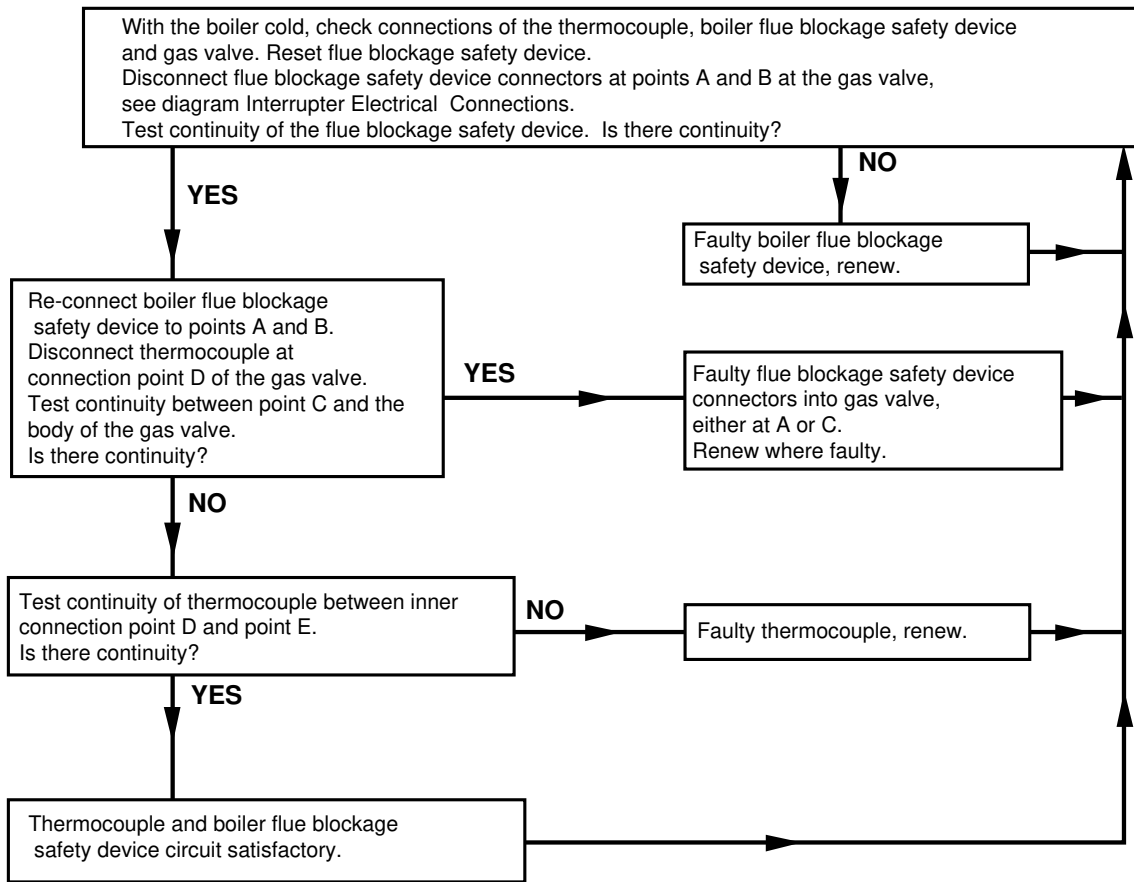 With the boiler cold, check connections of the thermocouple, boiler flue blockage safety device
and gas valve. Reset flue blockage safety device.
Disconnect flue blockage safety device connectors at points A and B at the gas valve,
see diagram Interrupter Electrical Connections.
Test continuity of the flue blockage safety device. Is there continuity?
YES
NO
Faulty boiler flue blockage
safety device, renew.
Re-connect boiler flue blockage
safety device to points A and B.
Disconnect thermocouple at
connection point D of the gas valve.
Test continuity between point C and the
body of the gas valve.
Is there continuity?
YES
Faulty flue blockage safety device
connectors into gas valve,
either at A or C.
Renew where faulty.
NO
Test continuity of thermocouple between inner
connection point D and point E.
Is there continuity?
NO
Faulty thermocouple, renew.
YES
Thermocouple and boiler flue blockage
safety device circuit satisfactory.